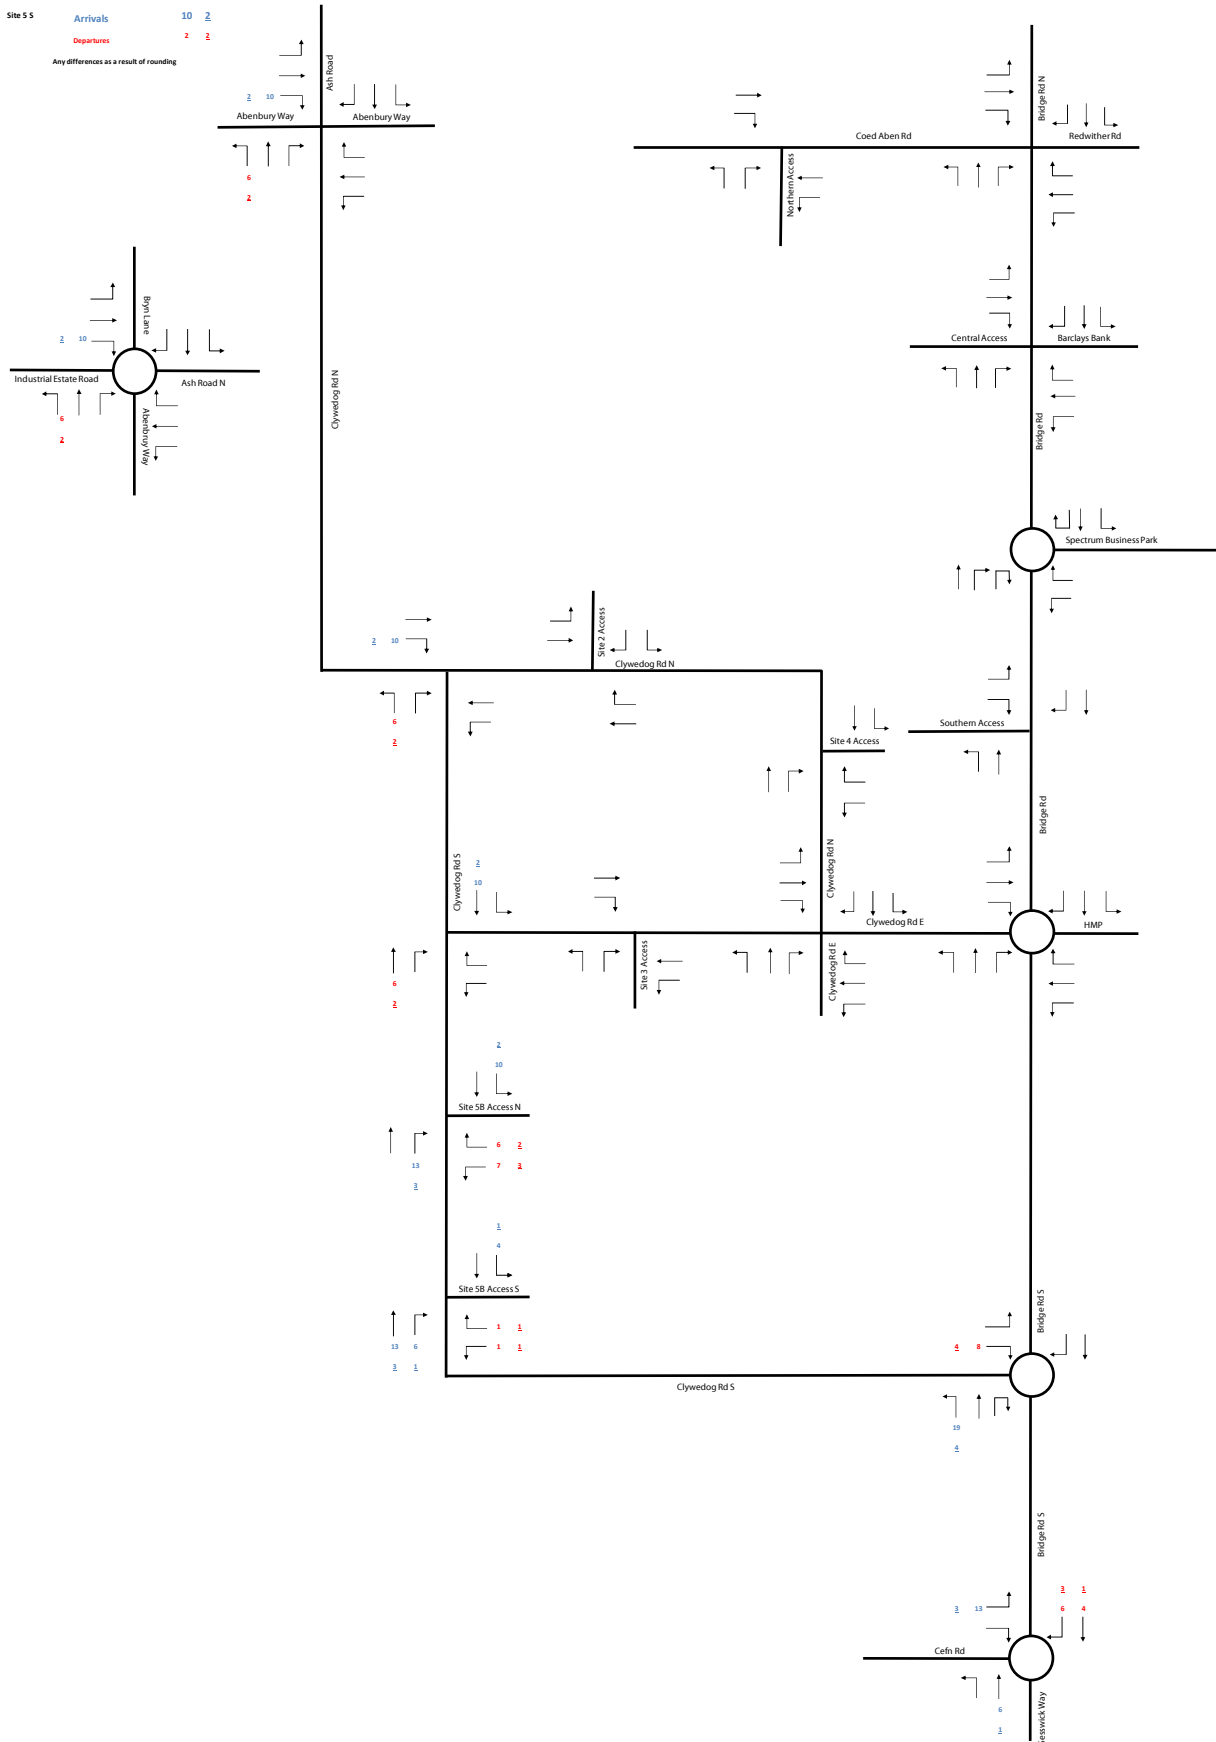 Site 5 S
Arrivals 10 2
Departures 2 2
Any differences as a result of rounding
Ash Road
2 10
Abenbury Way
Abenbury Way
6
2
Bridge Rd N
Coed Aben Rd
Redwither Rd
Northern Access
Bryn Lane
2 10
Industrial Estate Road
Ash Road N
6
2
Abenbruy Way
Clywedog Rd N
Central Access
Barclays Bank
Bridge Rd
Spectrum Business Park
2 10
Site 2 Access
Clywedog Rd N
6
2
Site 4 Access
Southern Access
Bridge Rd
Clywedog Rd S
2
10
Clywedog Rd N
Clywedog Rd E
HMP
6
2
Site 3 Access
Clywedog Rd E
2
10
Site 5B Access N
6 2
7 3
13
3
1
4
Site 5B Access S
1 1
1 1
13 6
3 1
Bridge Rd S
4 8
Clywedog Rd S
19
4
Bridge Rd S
3 1
6 4
3 13
Cefn Rd
6
1
esswick Way